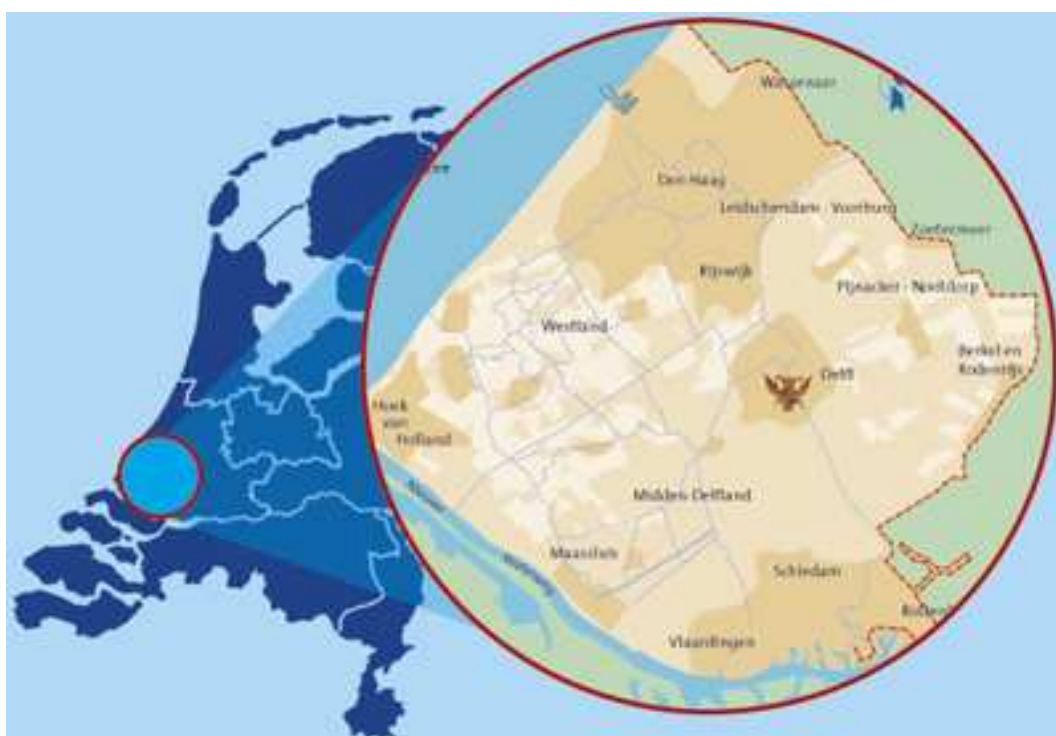 Wassenaar
Den Haag
Leidschendam - Voorburg
Zoetermeer
Rijswijk
Pijnacker - Nootdorp
Westland
Berkel en
Rodenrijs
Delft
Hoek
van
Holland
Midden-Delfland
Maassluis
Schiedam
Vlaardingen